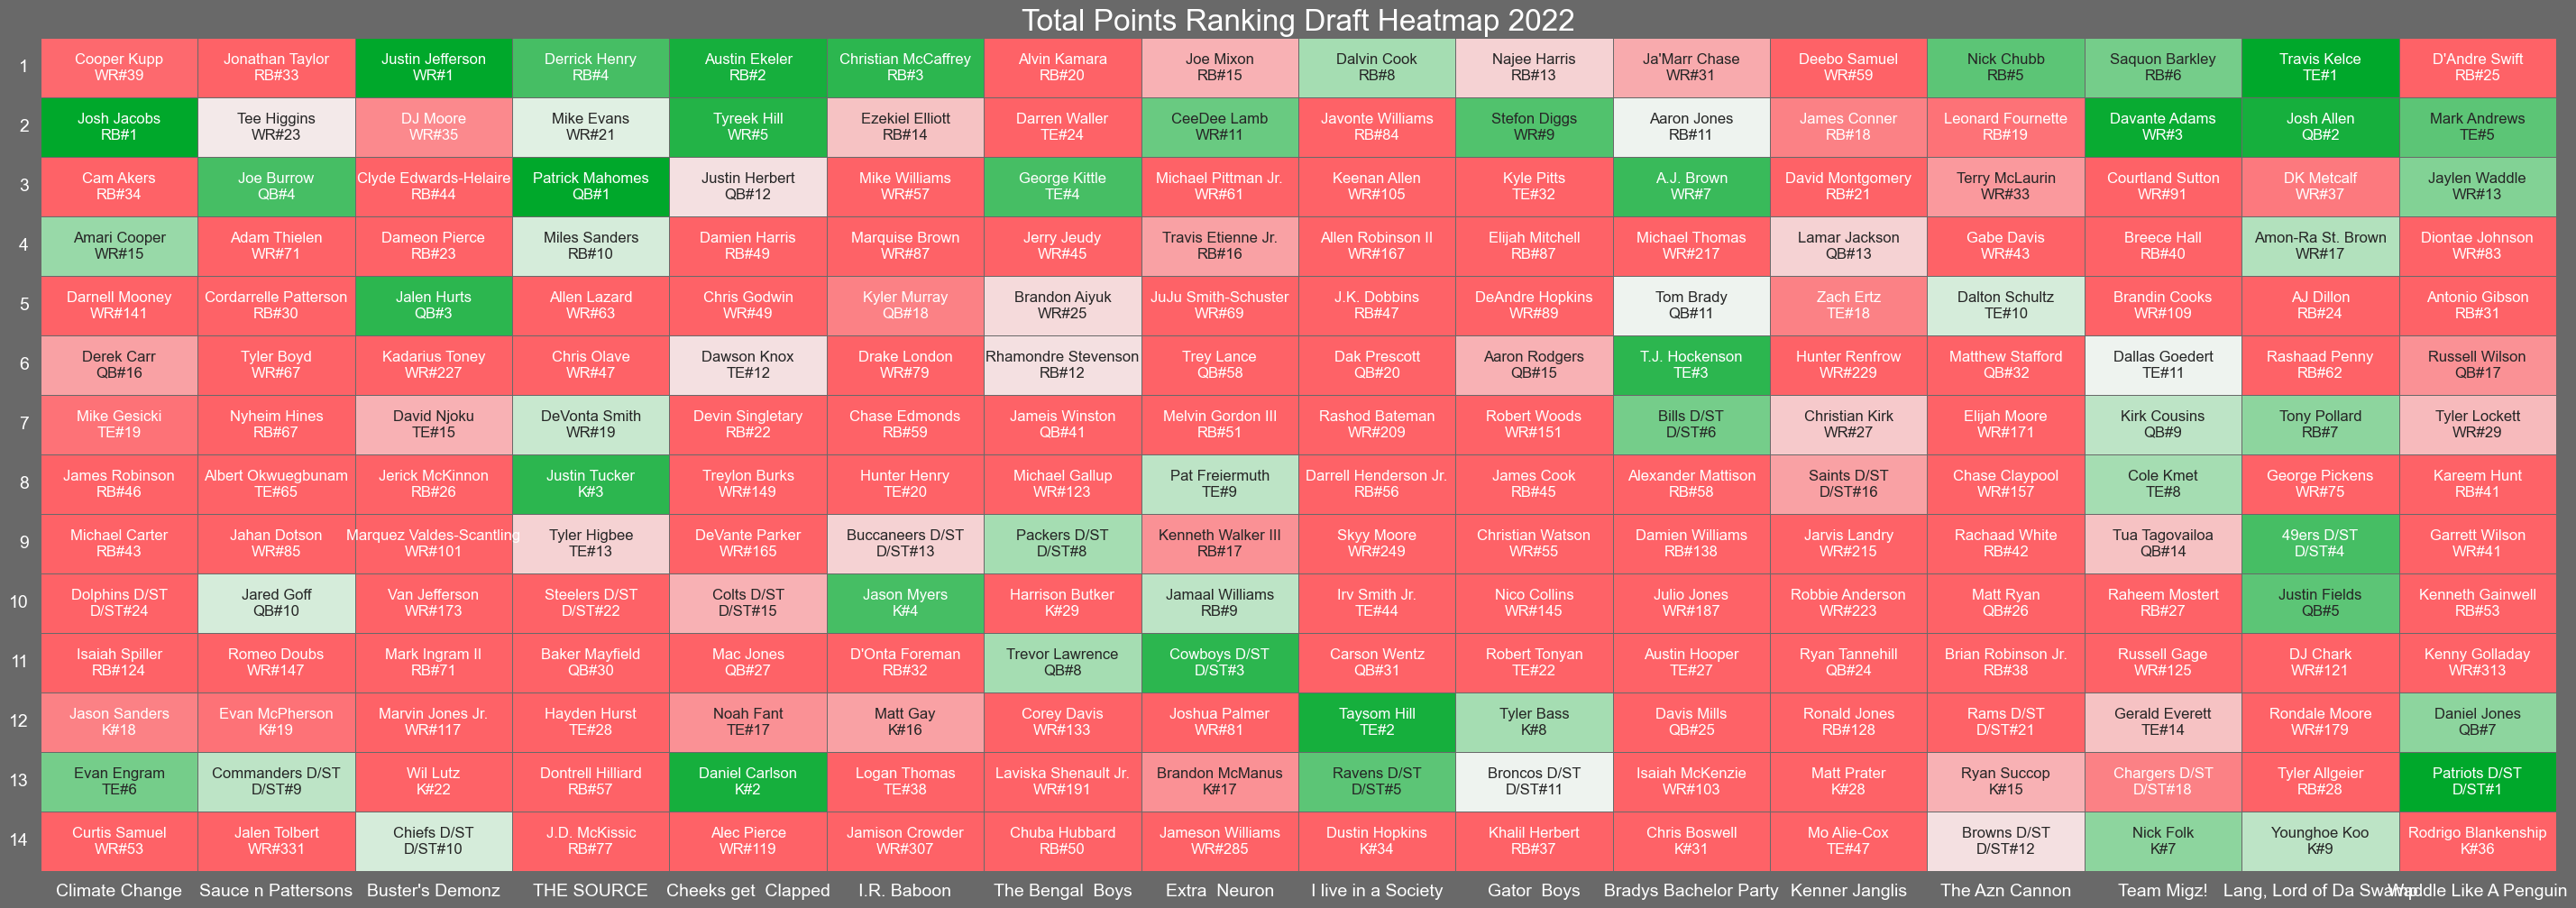 Total Points Ranking Draft Heatmap 2022
1
Cooper Kupp
WR#39
Jonathan Taylor
RB#33
Justin Jefferson
WR#1
Derrick Henry
RB#4
Austin Ekeler
RB#2
Christian McCaffrey
RB#3
Alvin Kamara
RB#20
Joe Mixon
RB#15
Dalvin Cook
RB#8
Najee Harris
RB#13
Ja'Marr Chase
WR#31
Deebo Samuel
WR#59
Nick Chubb
RB#5
Saquon Barkley
RB#6
Travis Kelce
TE#1
D'Andre Swift
RB#25
2
Josh Jacobs
RB#1
Tee Higgins
WR#23
DJ Moore
WR#35
Mike Evans
WR#21
Tyreek Hill
WR#5
Ezekiel Elliott
RB#14
Darren Waller
TE#24
CeeDee Lamb
WR#11
Javonte Williams
RB#84
Stefon Diggs
WR#9
Aaron Jones
RB#11
James Conner
RB#18
Leonard Fournette
RB#19
Davante Adams
WR#3
Josh Allen
QB#2
Mark Andrews
TE#5
3
Cam Akers
RB#34
Joe Burrow
QB#4
Clyde Edwards-Helaire
RB#44
Patrick Mahomes
QB#1
Justin Herbert
QB#12
Mike Williams
WR#57
George Kittle
TE#4
Michael Pittman Jr.
WR#61
Keenan Allen
WR#105
Kyle Pitts
TE#32
A.J. Brown
WR#7
David Montgomery
RB#21
Terry McLaurin
WR#33
Courtland Sutton
WR#91
DK Metcalf
WR#37
Jaylen Waddle
WR#13
4
Amari Cooper
WR#15
Adam Thielen
WR#71
Dameon Pierce
RB#23
Miles Sanders
RB#10
Damien Harris
RB#49
Marquise Brown
WR#87
Jerry Jeudy
WR#45
Travis Etienne Jr.
RB#16
Allen Robinson II
WR#167
Elijah Mitchell
RB#87
Michael Thomas
WR#217
Lamar Jackson
QB#13
Gabe Davis
WR#43
Breece Hall
RB#40
Amon-Ra St. Brown
WR#17
Diontae Johnson
WR#83
5
Darnell Mooney
WR#141
Cordarrelle Patterson
RB#30
Jalen Hurts
QB#3
Allen Lazard
WR#63
Chris Godwin
WR#49
Kyler Murray
QB#18
Brandon Aiyuk
WR#25
JuJu Smith-Schuster
WR#69
J.K. Dobbins
RB#47
DeAndre Hopkins
WR#89
Tom Brady
QB#11
Zach Ertz
TE#18
Dalton Schultz
TE#10
Brandin Cooks
WR#109
AJ Dillon
RB#24
Antonio Gibson
RB#31
6
Derek Carr
QB#16
Tyler Boyd
WR#67
Kadarius Toney
WR#227
Chris Olave
WR#47
Dawson Knox
TE#12
Drake London
WR#79
Rhamondre Stevenson
RB#12
Trey Lance
QB#58
Dak Prescott
QB#20
Aaron Rodgers
QB#15
T.J. Hockenson
TE#3
Hunter Renfrow
WR#229
Matthew Stafford
QB#32
Dallas Goedert
TE#11
Rashaad Penny
RB#62
Russell Wilson
QB#17
7
Mike Gesicki
TE#19
Nyheim Hines
RB#67
David Njoku
TE#15
DeVonta Smith
WR#19
Devin Singletary
RB#22
Chase Edmonds
RB#59
Jameis Winston
QB#41
Melvin Gordon III
RB#51
Rashod Bateman
WR#209
Robert Woods
WR#151
Bills D/ST
D/ST#6
Christian Kirk
WR#27
Elijah Moore
WR#171
Kirk Cousins
QB#9
Tony Pollard
RB#7
Tyler Lockett
WR#29
8
James Robinson
RB#46
Albert Okwuegbunam
TE#65
Jerick McKinnon
RB#26
Justin Tucker
K#3
Treylon Burks
WR#149
Hunter Henry
TE#20
Michael Gallup
WR#123
Pat Freiermuth
TE#9
Darrell Henderson Jr.
RB#56
James Cook
RB#45
Alexander Mattison
RB#58
Saints D/ST
D/ST#16
Chase Claypool
WR#157
Cole Kmet
TE#8
George Pickens
WR#75
Kareem Hunt
RB#41
9
Michael Carter
RB#43
Jahan Dotson
WR#85
Marquez Valdes-Scantling
WR#101
Tyler Higbee
TE#13
DeVante Parker
WR#165
Buccaneers D/ST
D/ST#13
Packers D/ST
D/ST#8
Kenneth Walker III
RB#17
Skyy Moore
WR#249
Christian Watson
WR#55
Damien Williams
RB#138
Jarvis Landry
WR#215
Rachaad White
RB#42
Tua Tagovailoa
QB#14
49ers D/ST
D/ST#4
Garrett Wilson
WR#41
10
Dolphins D/ST
D/ST#24
Jared Goff
QB#10
Van Jefferson
WR#173
Steelers D/ST
D/ST#22
Colts D/ST
D/ST#15
Jason Myers
K#4
Harrison Butker
K#29
Jamaal Williams
RB#9
Irv Smith Jr.
TE#44
Nico Collins
WR#145
Julio Jones
WR#187
Robbie Anderson
WR#223
Matt Ryan
QB#26
Raheem Mostert
RB#27
Justin Fields
QB#5
Kenneth Gainwell
RB#53
11
Isaiah Spiller
RB#124
Romeo Doubs
WR#147
Mark Ingram II
RB#71
Baker Mayfield
QB#30
Mac Jones
QB#27
D'Onta Foreman
RB#32
Trevor Lawrence
QB#8
Cowboys D/ST
D/ST#3
Carson Wentz
QB#31
Robert Tonyan
TE#22
Austin Hooper
TE#27
Ryan Tannehill
QB#24
Brian Robinson Jr.
RB#38
Russell Gage
WR#125
DJ Chark
WR#121
Kenny Golladay
WR#313
12
Jason Sanders
K#18
Evan McPherson
K#19
Marvin Jones Jr.
WR#117
Hayden Hurst
TE#28
Noah Fant
TE#17
Matt Gay
K#16
Corey Davis
WR#133
Joshua Palmer
WR#81
Taysom Hill
TE#2
Tyler Bass
K#8
Davis Mills
QB#25
Ronald Jones
RB#128
Rams D/ST
D/ST#21
Gerald Everett
TE#14
Rondale Moore
WR#179
Daniel Jones
QB#7
13
Evan Engram
TE#6
Commanders D/ST
D/ST#9
Wil Lutz
K#22
Dontrell Hilliard
RB#57
Daniel Carlson
K#2
Logan Thomas
TE#38
Laviska Shenault Jr.
WR#191
Brandon McManus
K#17
Ravens D/ST
D/ST#5
Broncos D/ST
D/ST#11
Isaiah McKenzie
WR#103
Matt Prater
K#28
Ryan Succop
K#15
Chargers D/ST
D/ST#18
Tyler Allgeier
RB#28
Patriots D/ST
D/ST#1
14
Curtis Samuel
WR#53
Jalen Tolbert
WR#331
Chiefs D/ST
D/ST#10
J.D. McKissic
RB#77
Alec Pierce
WR#119
Jamison Crowder
WR#307
Chuba Hubbard
RB#50
Jameson Williams
WR#285
Dustin Hopkins
K#34
Khalil Herbert
RB#37
Chris Boswell
K#31
Mo Alie-Cox
TE#47
Browns D/ST
D/ST#12
Nick Folk
K#7
Younghoe Koo
K#9
Rodrigo Blankenship
K#36
Climate Change
Sauce n Pattersons
Buster's Demonz
THE SOURCE
Cheeks get  Clapped
I.R. Baboon
The Bengal  Boys
Extra  Neuron
I live in a Society
Gator  Boys
Bradys Bachelor Party
Kenner Janglis
The Azn Cannon
Team Migz!
Lang, Lord of Da Swamp
Waddle Like A Penguin